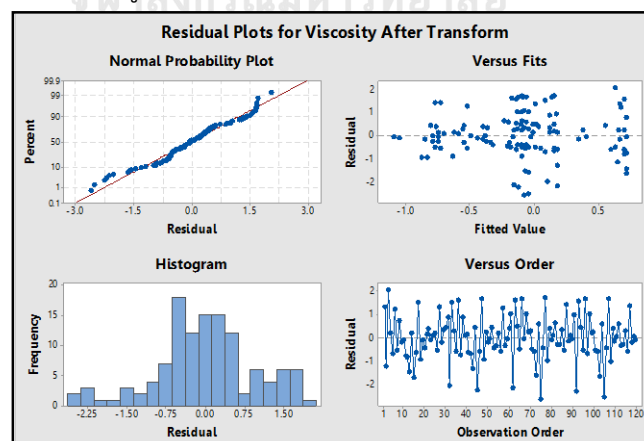 Residual Plots for Viscosity After Transform
Normal Probability Plot
Versus Fits
99.9
99
90
50
10
1
0.1
Percent
-3.0 -1.5 0.0 1.5 3.0
Residual
2
1
0
-1
-2
Residual
-1.0 -0.5 0.0 0.5
Fitted Value
Histogram
Versus Order
20
15
10
5
0
Frequency
-2.25 -1.50 -0.75 0.00 0.75 1.50
Residual
2
1
0
-1
-2
Residual
1 10 20 30 40 50 60 70 80 90 100 110 120
Observation Order